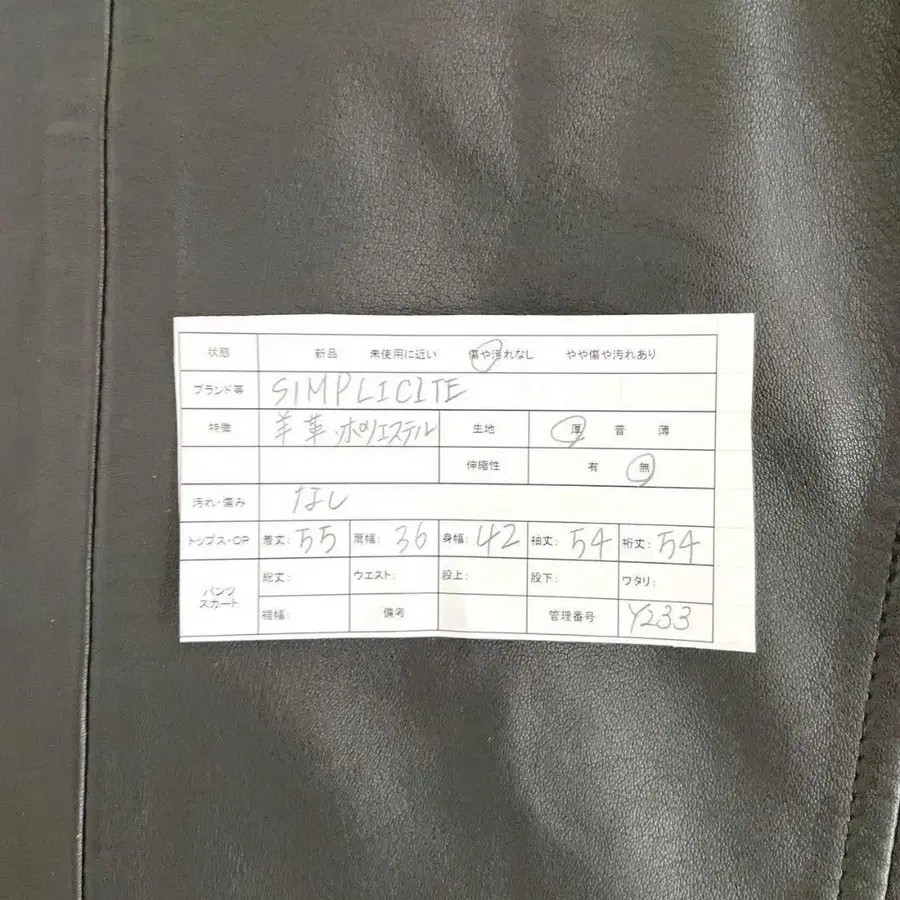 状態 新品 未使用に近い 傷や汚れなし やや傷や汚れあり
ブランド等 SIMPLICITE
特徴 羊革・ポリエステル 生地 厚 普 薄
伸縮性 有 無
汚れ・傷み なし
トップス・OP 着丈: 55 肩幅: 36 身幅: 42 袖丈: 54 裄丈: 54
パンツ スカート 総丈: ウエスト: 股上: 股下: ワタリ:
裾幅: 備考 管理番号 Y233